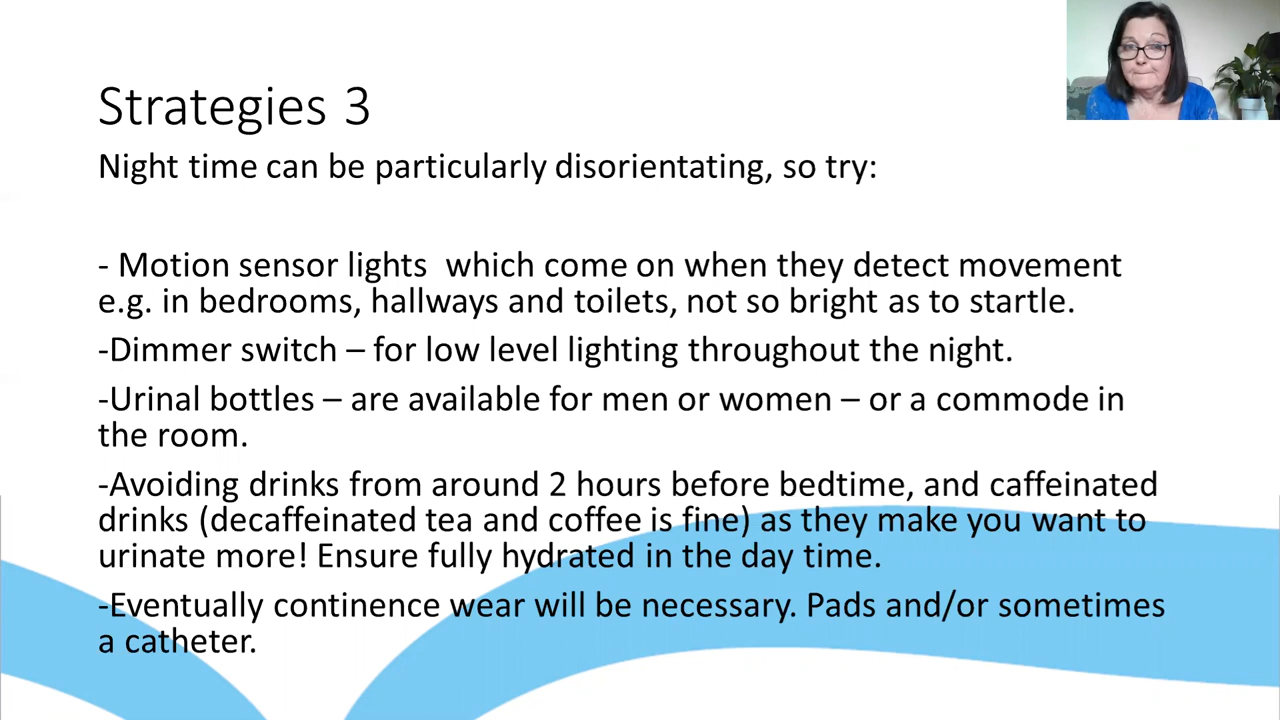 Strategies 3
Night time can be particularly disorientating, so try:
- Motion sensor lights  which come on when they detect movement
e.g. in bedrooms, hallways and toilets, not so bright as to startle.
-Dimmer switch – for low level lighting throughout the night.
-Urinal bottles – are available for men or women – or a commode in
the room.
-Avoiding drinks from around 2 hours before bedtime, and caffeinated
drinks (decaffeinated tea and coffee is fine) as they make you want to
urinate more! Ensure fully hydrated in the day time.
-Eventually continence wear will be necessary. Pads and/or sometimes
a catheter.